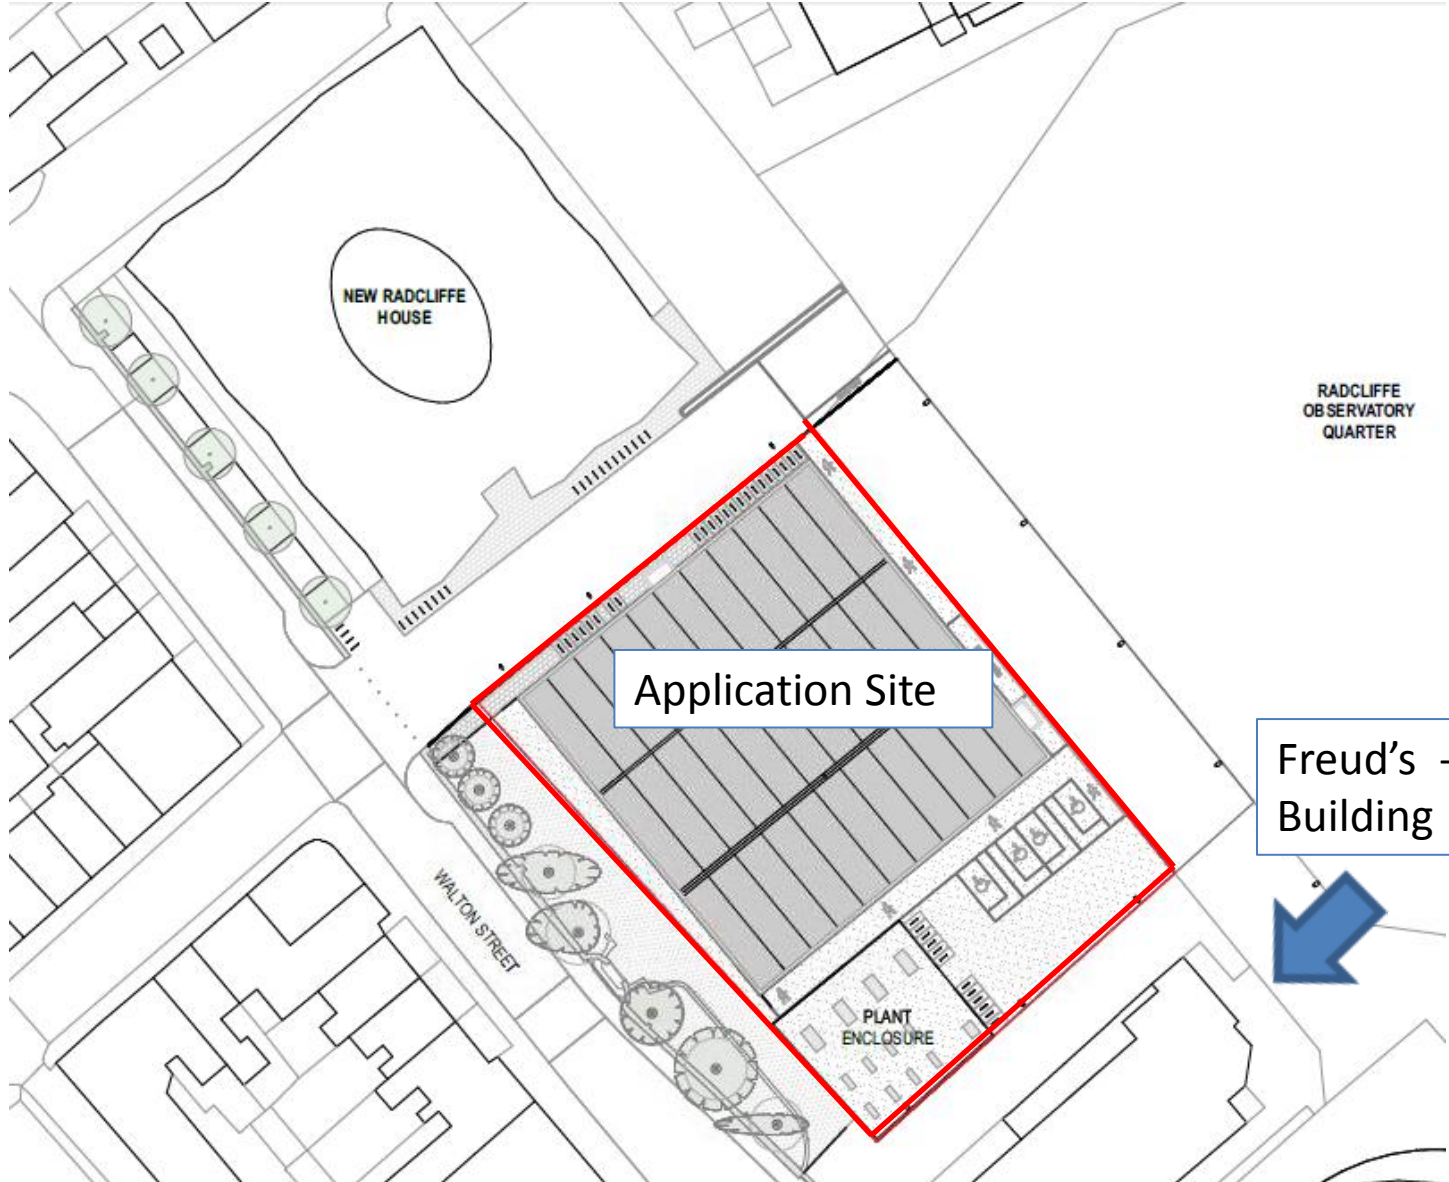 NEW RADCLIFFE
HOUSE
RADCLIFFE
OBSERVATORY
QUARTER
Application Site
Freud’s -
Building
WALTON STREET
PLANT
ENCLOSURE